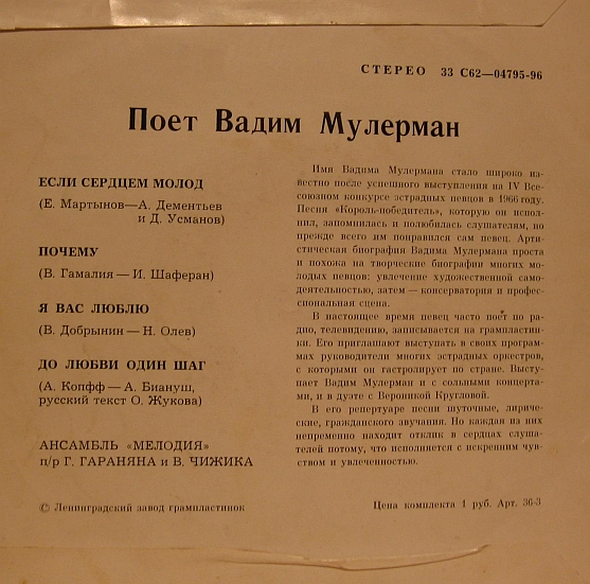 СТЕРЕО 33 С62—04795-96
Поет Вадим Мулерман
ЕСЛИ СЕРДЦЕМ МОЛОД
(Е. Мартынов—А. Дементьев
и Д. Усманов)
ПОЧЕМУ
(В. Гамалия — И. Шаферан)
Я ВАС ЛЮБЛЮ
(В. Добрынин — Н. Олев)
ДО ЛЮБВИ ОДИН ШАГ
(А. Копфф — А. Биануш,
русский текст О. Жукова)
АНСАМБЛЬ «МЕЛОДИЯ»
п/р Г. ГАРАНЯНА и В. ЧИЖИКА
Имя Вадима Мулермана стало широко из-
вестно после успешного выступления на IV Все-
союзном конкурсе эстрадных певцов в 1966 году.
Песня «Король-победитель», которую он испол-
нил, запомнилась и полюбилась слушателям, но
прежде всего им понравился сам певец. Арти-
стическая биография Вадима Мулермана проста
и похожа на творческие биографии многих мо-
лодых певцов: увлечение художественной само-
деятельностью, затем — консерватория и профес-
сиональная сцена.
В настоящее время певец часто поёт по ра-
дио, телевидению, записывается на грампластин-
ки. Его приглашают выступать в своих програм-
мах руководители многих эстрадных оркестров,
с которыми он гастролирует по стране. Высту-
пает Вадим Мулерман и с сольными концерта-
ми, и в дуэте с Вероникой Кругловой.
В его репертуаре песни шуточные, лириче-
ские, гражданского звучания. Но каждая из них
непременно находит отклик в сердцах слуша-
телей потому, что исполняется с искренним чув-
ством и увлеченностью.
© Ленинградский завод грампластинок
Цена комплекта 1 руб. Арт. 36-3